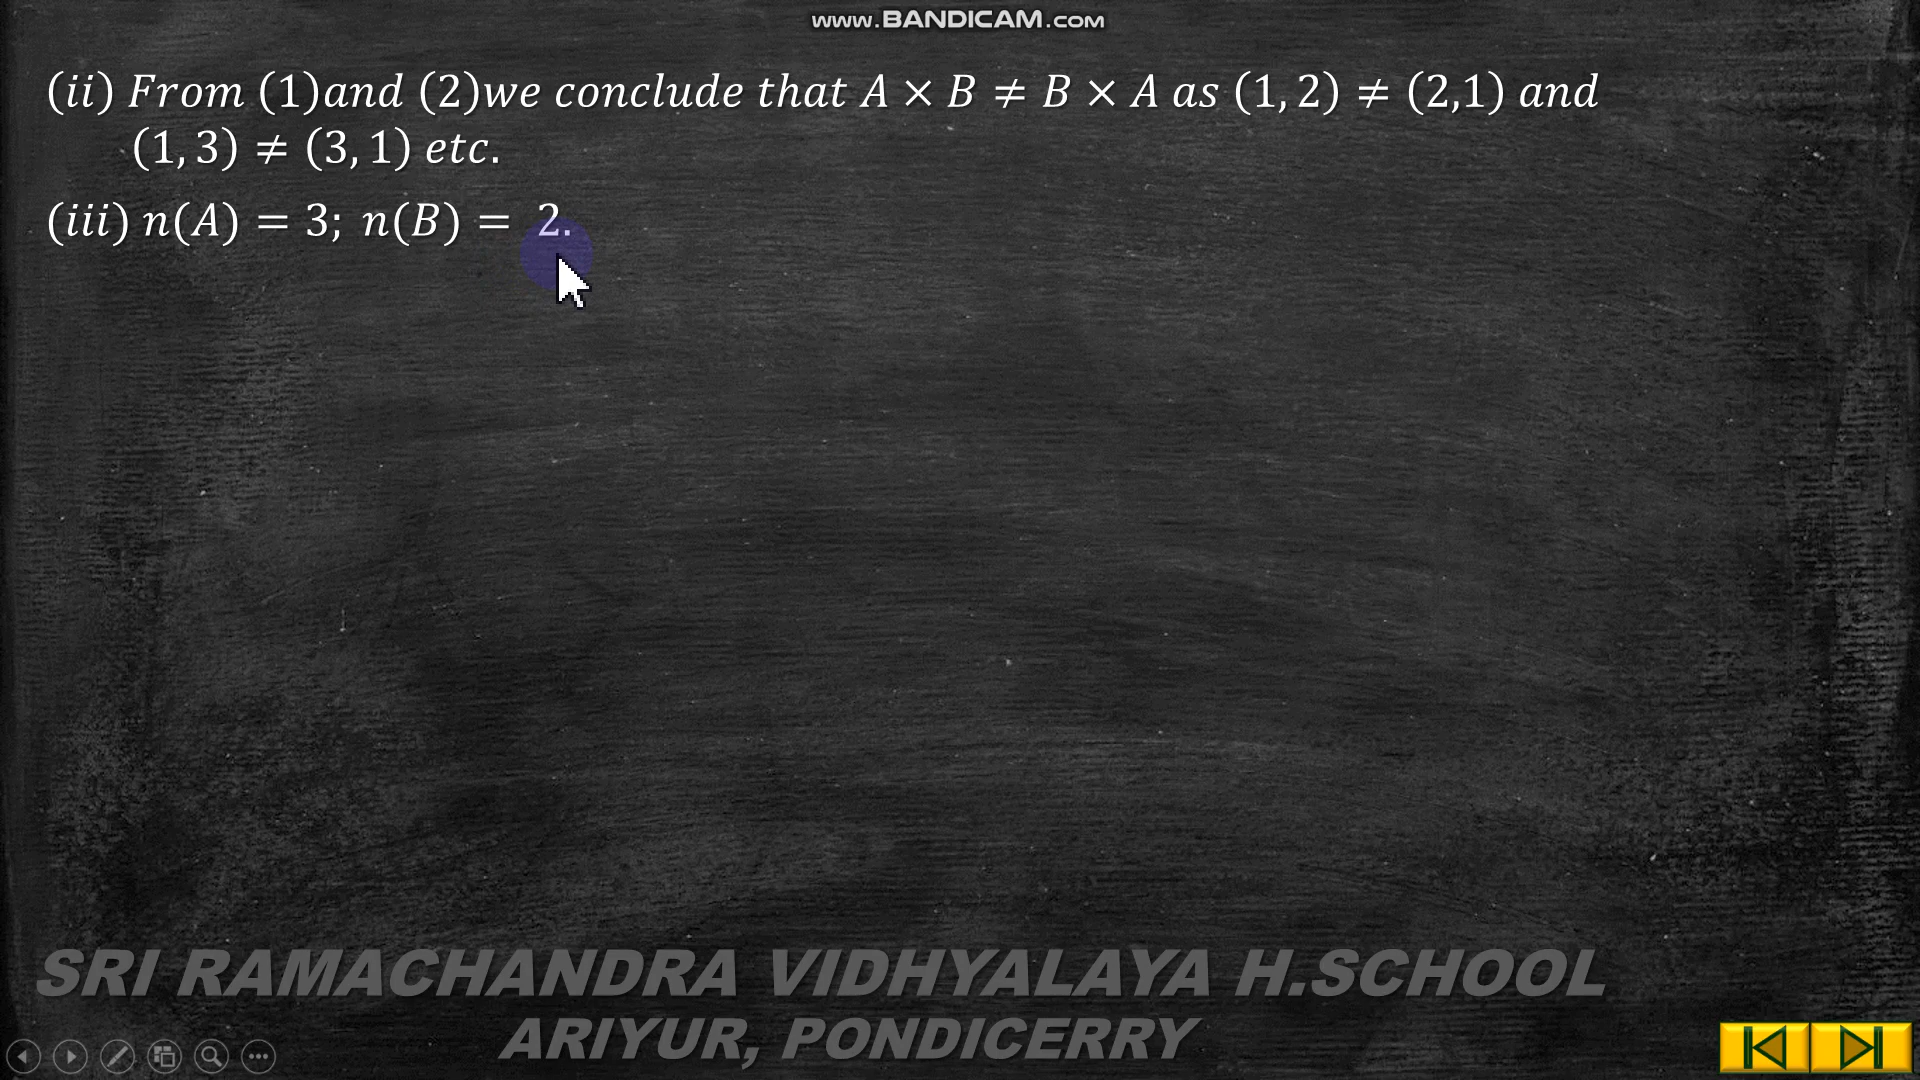 www.BANDICAM.com
(ii) From (1)and (2)we conclude that A × B ≠ B × A as (1, 2) ≠ (2,1) and
(1, 3) ≠ (3, 1) etc.
(iii) n(A) = 3; n(B) = 2.
SRI RAMACHANDRA VIDHYALAYA H.SCHOOL
ARIYUR, PONDICERRY